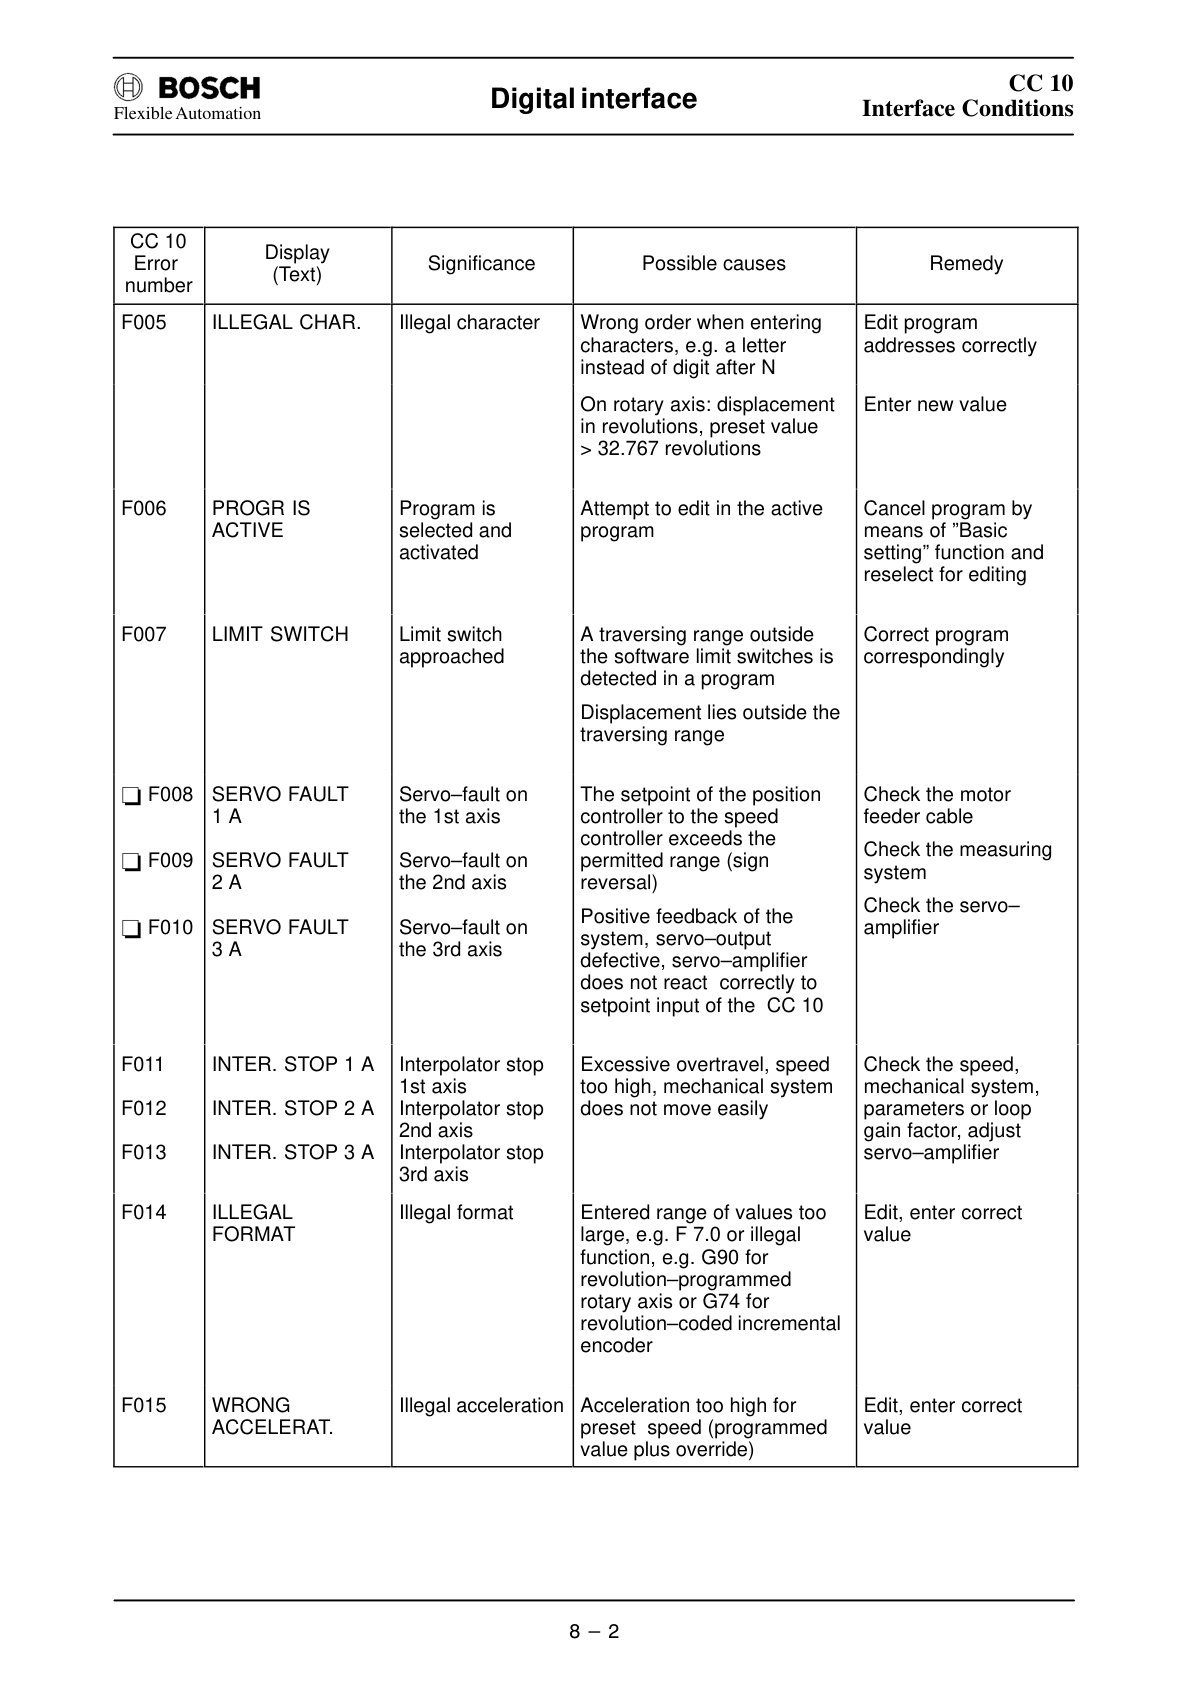 BOSCH
Flexible Automation
Digital interface
CC 10
Interface Conditions
CC 10
Error
number
Display
(Text)
Significance
Possible causes
Remedy
F005
ILLEGAL CHAR.
Illegal character
Wrong order when entering
characters, e.g. a letter
instead of digit after N
Edit program
addresses correctly
On rotary axis: displacement
in revolutions, preset value
> 32.767 revolutions
Enter new value
F006
PROGR IS
ACTIVE
Program is
selected and
activated
Attempt to edit in the active
program
Cancel program by
means of ”Basic
setting” function and
reselect for editing
F007
LIMIT SWITCH
Limit switch
approached
A traversing range outside
the software limit switches is
detected in a program
Displacement lies outside the
traversing range
Correct program
correspondingly
❏ F008
SERVO FAULT
1 A
Servo–fault on
the 1st axis
❏ F009
SERVO FAULT
2 A
Servo–fault on
the 2nd axis
❏ F010
SERVO FAULT
3 A
Servo–fault on
the 3rd axis
The setpoint of the position
controller to the speed
controller exceeds the
permitted range (sign
reversal)
Positive feedback of the
system, servo–output
defective, servo–amplifier
does not react  correctly to
setpoint input of the  CC 10
Check the motor
feeder cable
Check the measuring
system
Check the servo–
amplifier
F011
INTER. STOP 1 A
Interpolator stop
1st axis
F012
INTER. STOP 2 A
Interpolator stop
2nd axis
F013
INTER. STOP 3 A
Interpolator stop
3rd axis
Excessive overtravel, speed
too high, mechanical system
does not move easily
Check the speed,
mechanical system,
parameters or loop
gain factor, adjust
servo–amplifier
F014
ILLEGAL
FORMAT
Illegal format
Entered range of values too
large, e.g. F 7.0 or illegal
function, e.g. G90 for
revolution–programmed
rotary axis or G74 for
revolution–coded incremental
encoder
Edit, enter correct
value
F015
WRONG
ACCELERAT.
Illegal acceleration
Acceleration too high for
preset  speed (programmed
value plus override)
Edit, enter correct
value
8 – 2